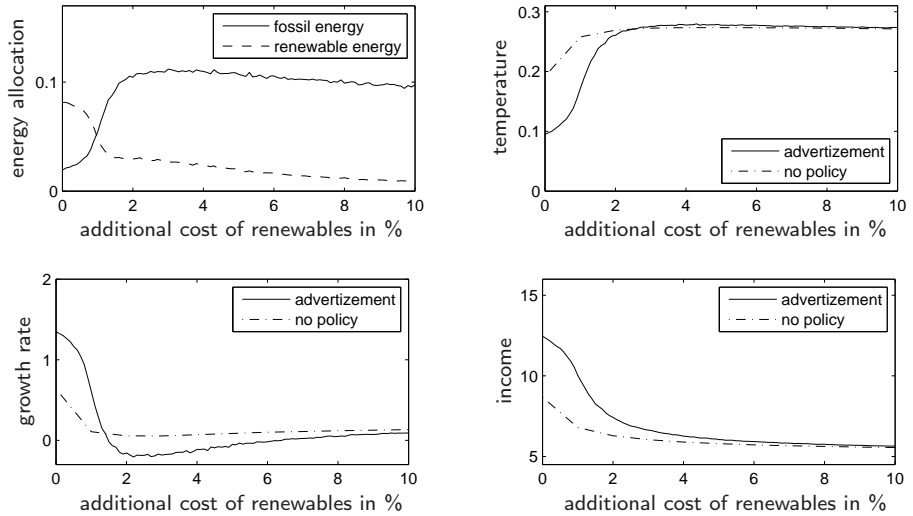 energy allocation
fossil energy
renewable energy
0.1
0
0 2 4 6 8 10
additional cost of renewables in %
temperature
0.3
0.2
0.1
0
advertizement
no policy
0 2 4 6 8 10
additional cost of renewables in %
growth rate
2
1
0
advertizement
no policy
0 2 4 6 8 10
additional cost of renewables in %
income
15
10
5
advertizement
no policy
0 2 4 6 8 10
additional cost of renewables in %